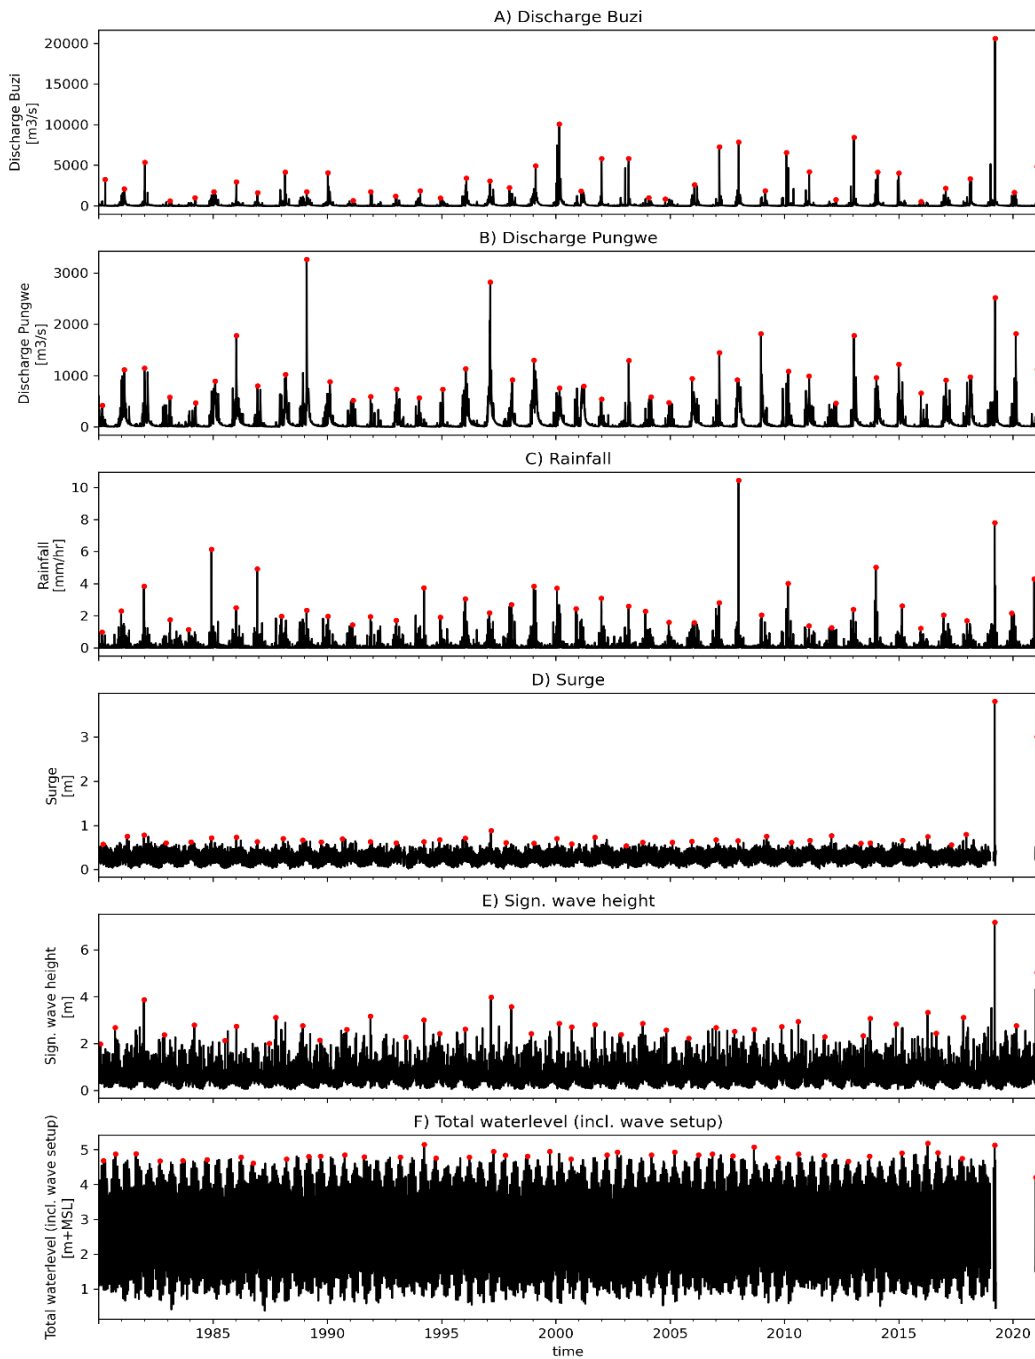 A) Discharge Buzi
Discharge Buzi
[m3/s]
20000
15000
10000
5000
0
B) Discharge Pungwe
Discharge Pungwe
[m3/s]
3000
2000
1000
0
C) Rainfall
Rainfall
[mm/hr]
10
8
6
4
2
0
D) Surge
Surge
[m]
3
2
1
0
E) Sign. wave height
Sign. wave height
[m]
6
4
2
0
F) Total waterlevel (incl. wave setup)
Total waterlevel (incl. wave setup)
[m+MSL]
5
4
3
2
1
1985 1990 1995 2000 2005 2010 2015 2020
time